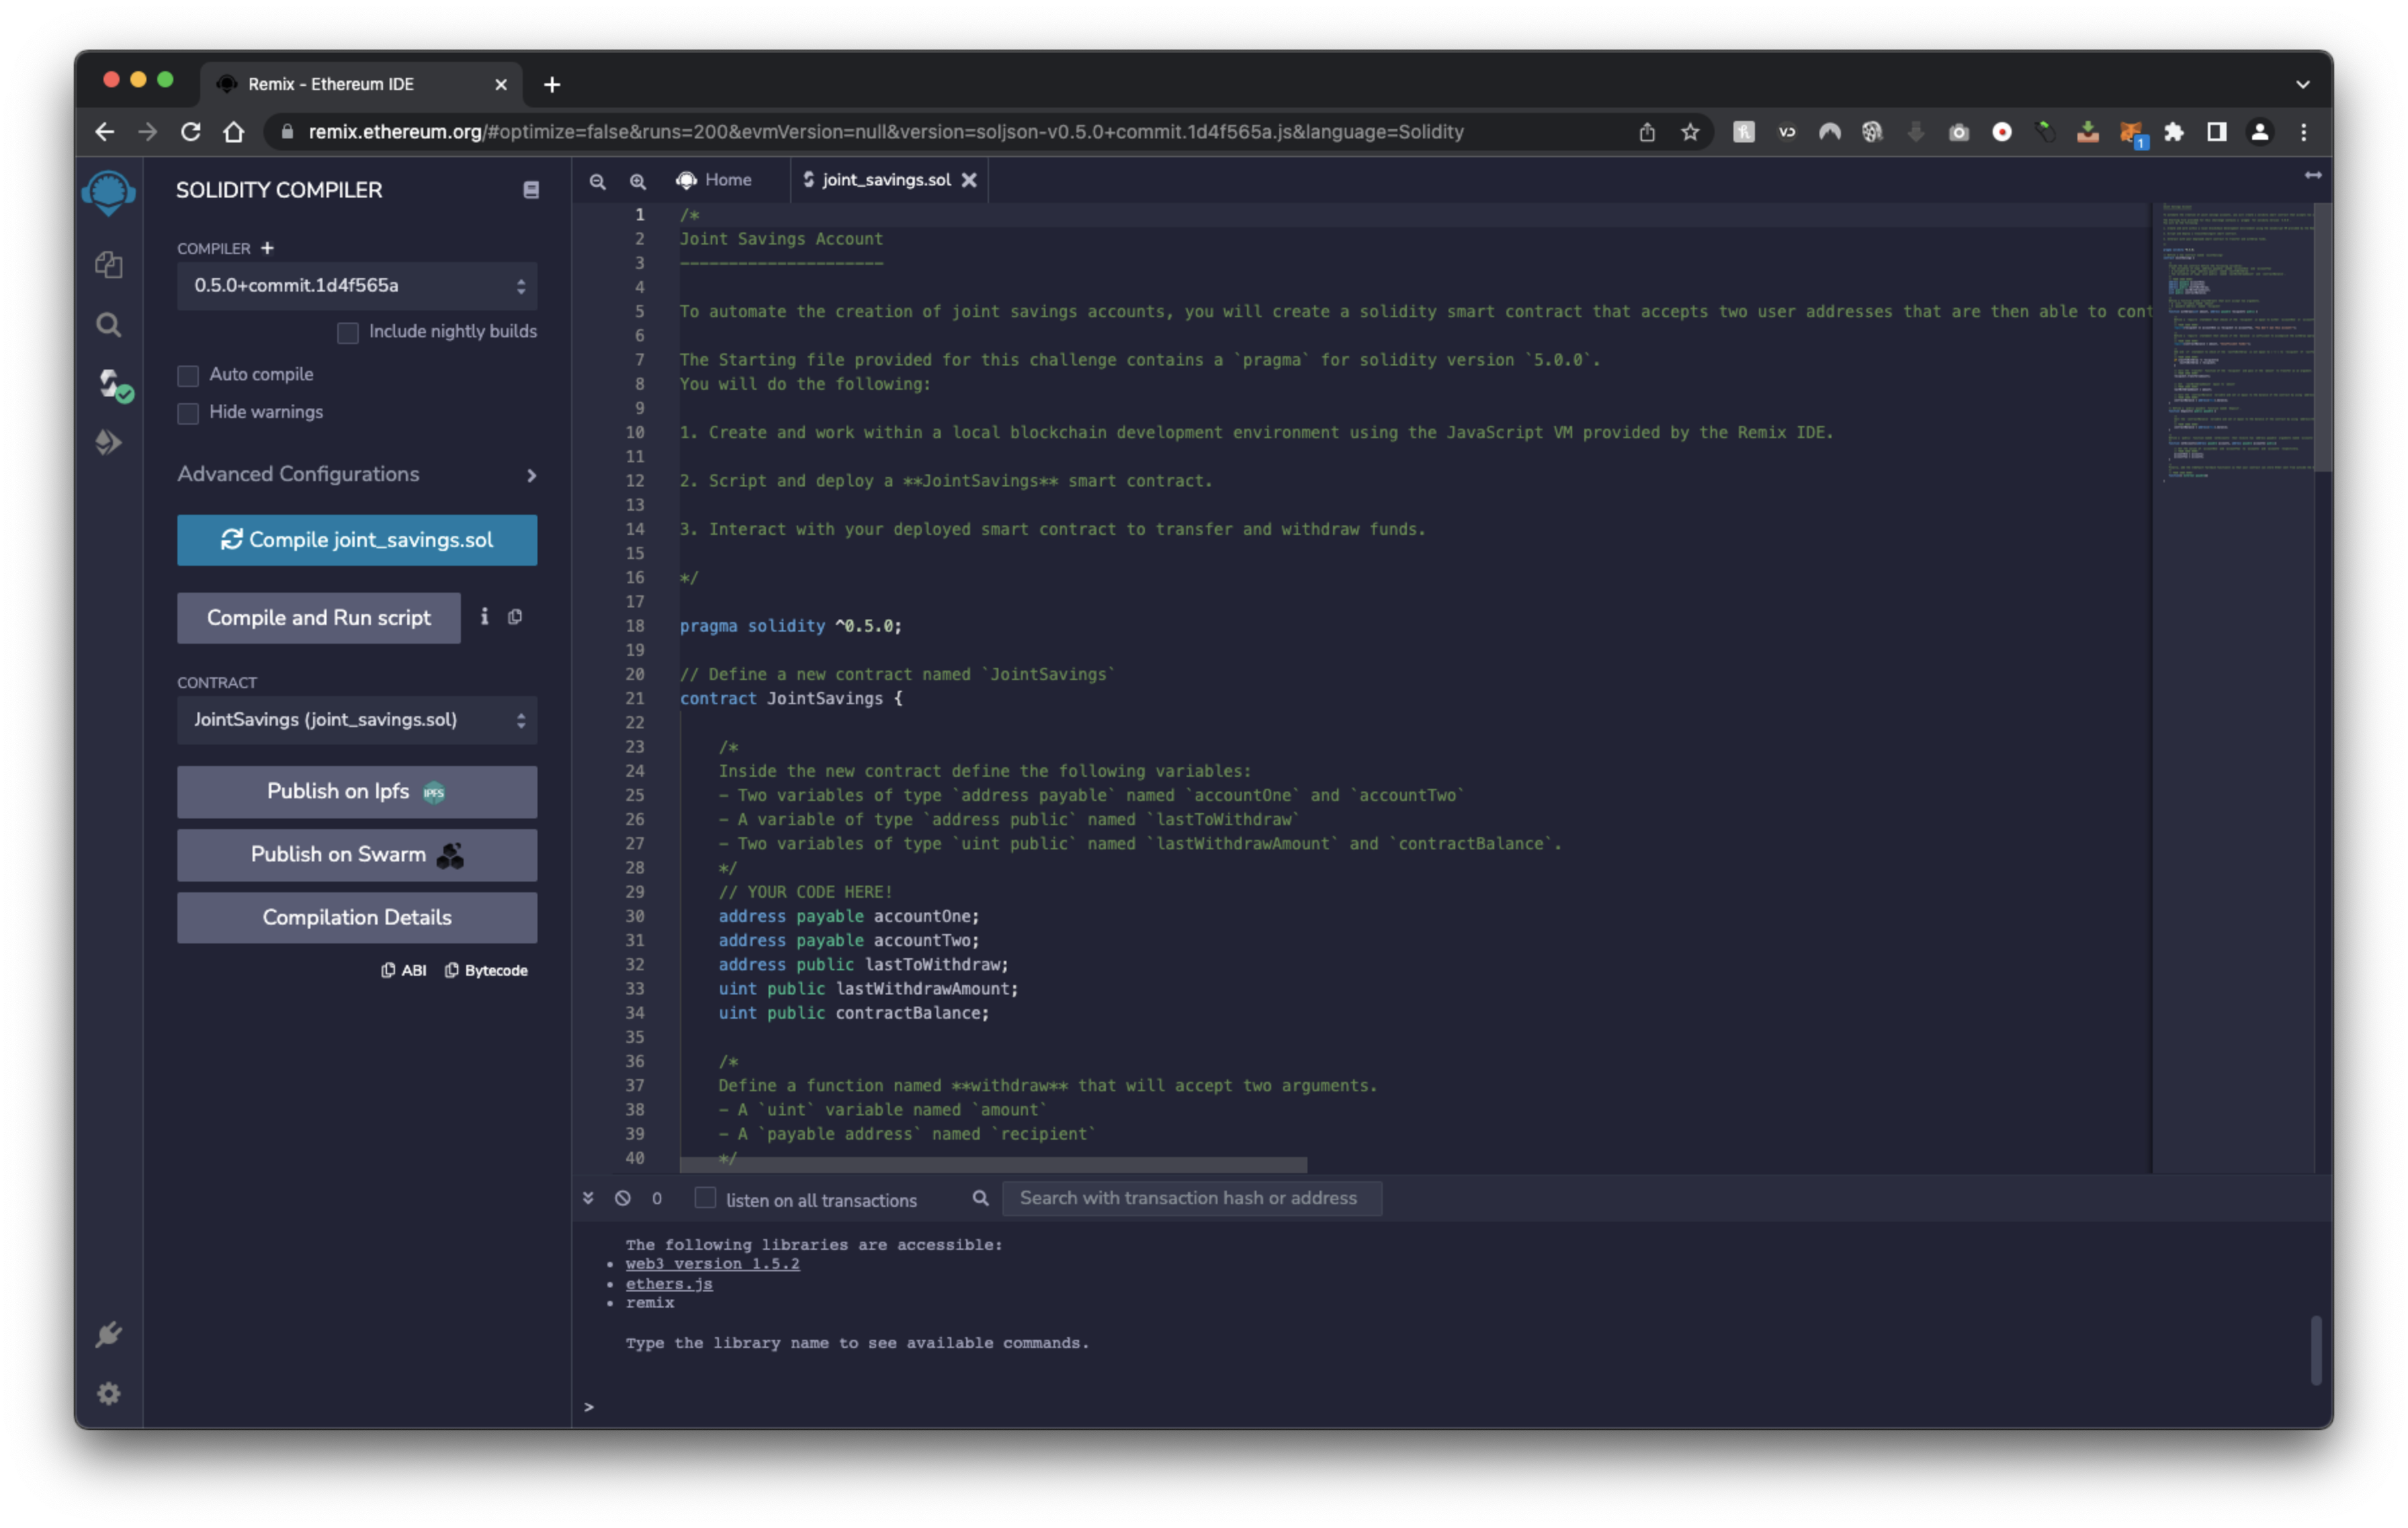 Remix - Ethereum IDE
remix.ethereum.org/#optimize=false&runs=200&evmVersion=null&version=soljson-v0.5.0+commit.1d4f565a.js&language=Solidity
1
SOLIDITY COMPILER
COMPILER +
0.5.0+commit.1d4f565a
Include nightly builds
Auto compile
Hide warnings
Advanced Configurations
Compile joint_savings.sol
Compile and Run script
CONTRACT
JointSavings (joint_savings.sol)
Publish on Ipfs IPFS
Publish on Swarm
Compilation Details
ABI Bytecode
Home joint_savings.sol
1 /*
2 Joint Savings Account
3 ---------------------
4
5 To automate the creation of joint savings accounts, you will create a solidity smart contract that accepts two user addresses that are then able to cont
6
7 The Starting file provided for this challenge contains a `pragma` for solidity version `5.0.0`.
8 You will do the following:
9
10 1. Create and work within a local blockchain development environment using the JavaScript VM provided by the Remix IDE.
11
12 2. Script and deploy a **JointSavings** smart contract.
13
14 3. Interact with your deployed smart contract to transfer and withdraw funds.
15
16 */
17
18 pragma solidity ^0.5.0;
19
20 // Define a new contract named `JointSavings`
21 contract JointSavings {
22
23 /*
24 Inside the new contract define the following variables:
25 - Two variables of type `address payable` named `accountOne` and `accountTwo`
26 - A variable of type `address public` named `lastToWithdraw`
27 - Two variables of type `uint public` named `lastWithdrawAmount` and `contractBalance`.
28 */
29 // YOUR CODE HERE!
30 address payable accountOne;
31 address payable accountTwo;
32 address public lastToWithdraw;
33 uint public lastWithdrawAmount;
34 uint public contractBalance;
35
36 /*
37 Define a function named **withdraw** that will accept two arguments.
38 - A `uint` variable named `amount`
39 - A `payable address` named `recipient`
40 */
0 listen on all transactions Search with transaction hash or address
The following libraries are accessible:
• web3 version 1.5.2
• ethers.js
• remix
Type the library name to see available commands.
>